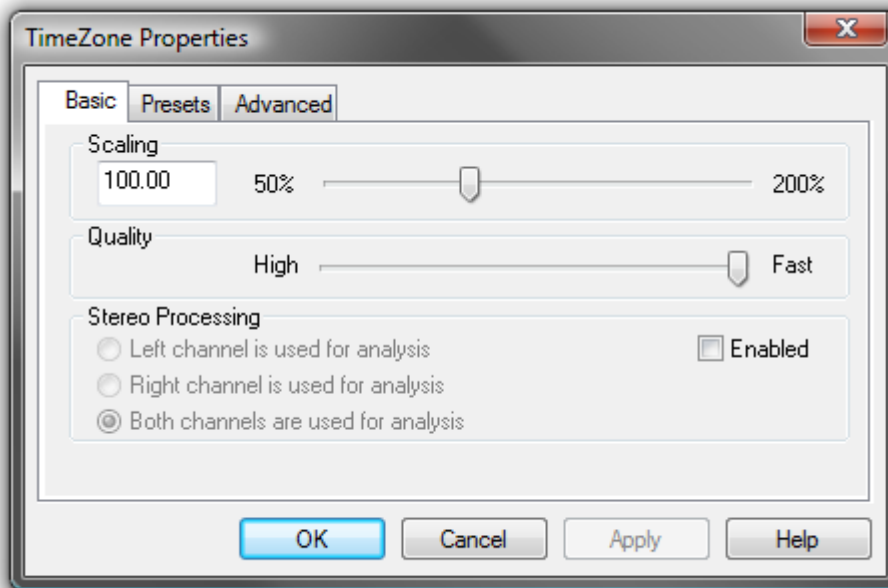 TimeZone Properties
Basic Presets Advanced
Scaling
100.00 50% 200%
Quality
High Fast
Stereo Processing
Left channel is used for analysis Enabled
Right channel is used for analysis
Both channels are used for analysis
OK Cancel Apply Help